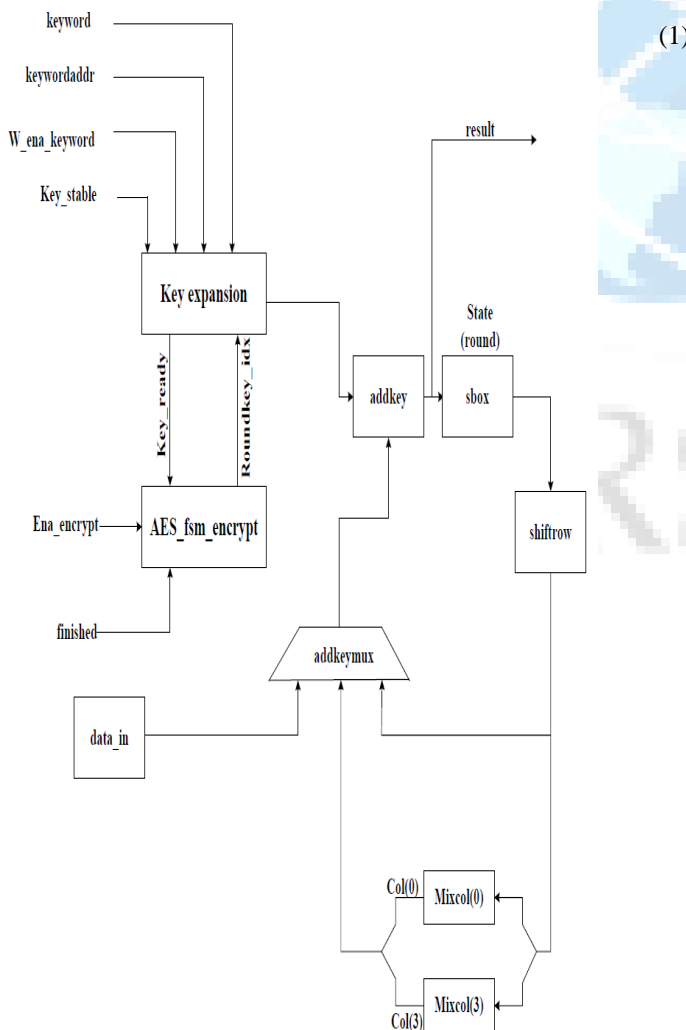 keyword
(1)
keywordaddr
W_ena_keyword
result
Key_stable
Key expansion
State
(round)
Key_ready
Roundkey_idx
addkey
sbox
Ena_encrypt
AES_fsm_encrypt
shiftrow
finished
addkeymux
data_in
Col(0)
Mixcol(0)
Mixcol(3)
Col(3)